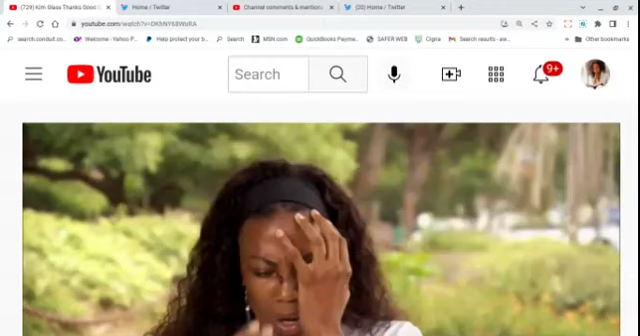 (729) Kim Glass Thanks Good
Home / Twitter
Channel comments & mention
(20) Home / Twitter
youtube.com/watch?v=
search.conduit.co...
Welcome - Yahoo - P...
Help protect your b...
Search
MSN.com
QuickBooks Payme...
SAFER WEB
Cigna
Search results - aw...
Other bookmarks
YouTube
Search
9+